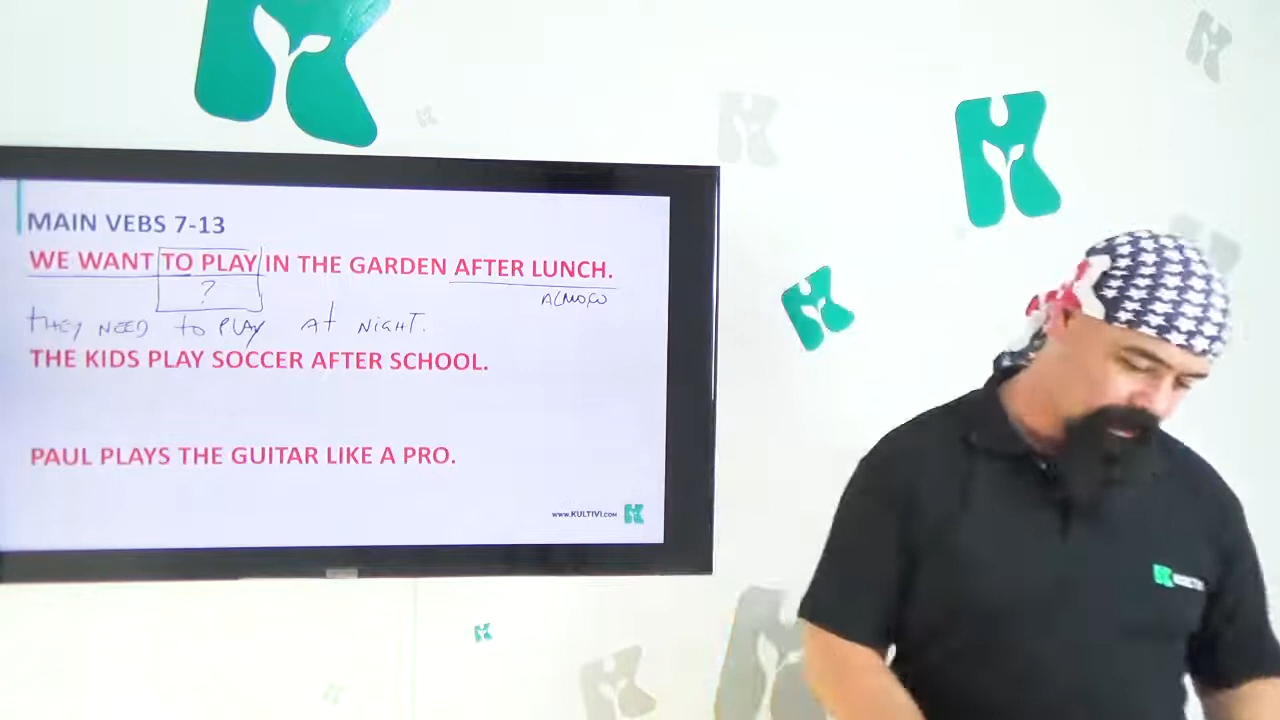 MAIN VEBS 7-13
WE WANT TO PLAY IN THE GARDEN AFTER LUNCH.
?
ALMOÇO
THEY NEED TO PLAY AT NIGHT.
THE KIDS PLAY SOCCER AFTER SCHOOL.
PAUL PLAYS THE GUITAR LIKE A PRO.
WWW.KULTIVI.COM